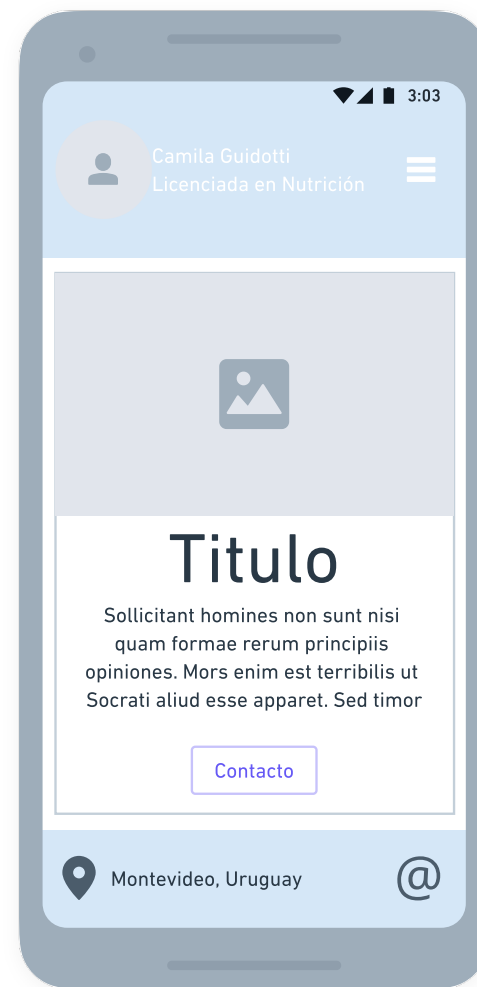 3:03
Camila Guidotti
Licenciada en Nutrición
Titulo
Sollicitant homines non sunt nisi
quam formae rerum principiis
opiniones. Mors enim est terribilis ut
Socrati aliud esse apparet. Sed timor
Contacto
Montevideo, Uruguay
@